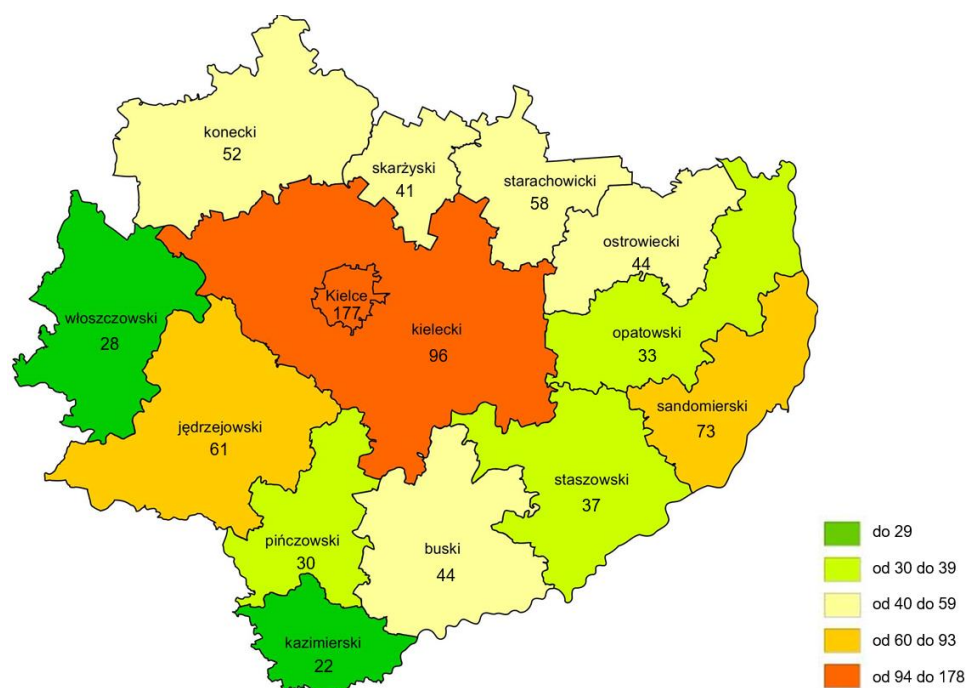 konecki
52
skarżyski
41
starachowicki
58
ostrowiecki
44
Kielce
177
włoszczowski
28
kielecki
96
opatowski
33
sandomierski
73
jędrzejowski
61
staszowski
37
pińczowski
30
buski
44
kazimierski
22
do 29
od 30 do 39
od 40 do 59
od 60 do 93
od 94 do 178